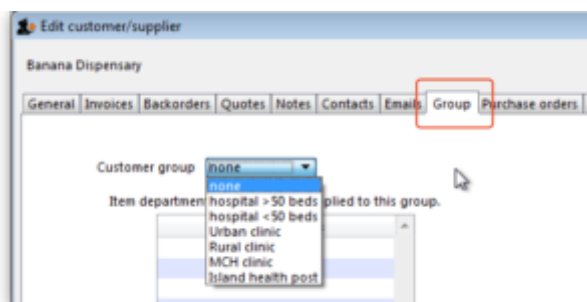 Edit customer/supplier
Banana Dispensary
General Invoices Backorders Quotes Notes Contacts Emails Group Purchase orders
Customer group none
none
Item departmen plied to this group.
hospital >50 beds
hospital <50 beds
Urban clinic
Rural clinic
MCH clinic
Island health post